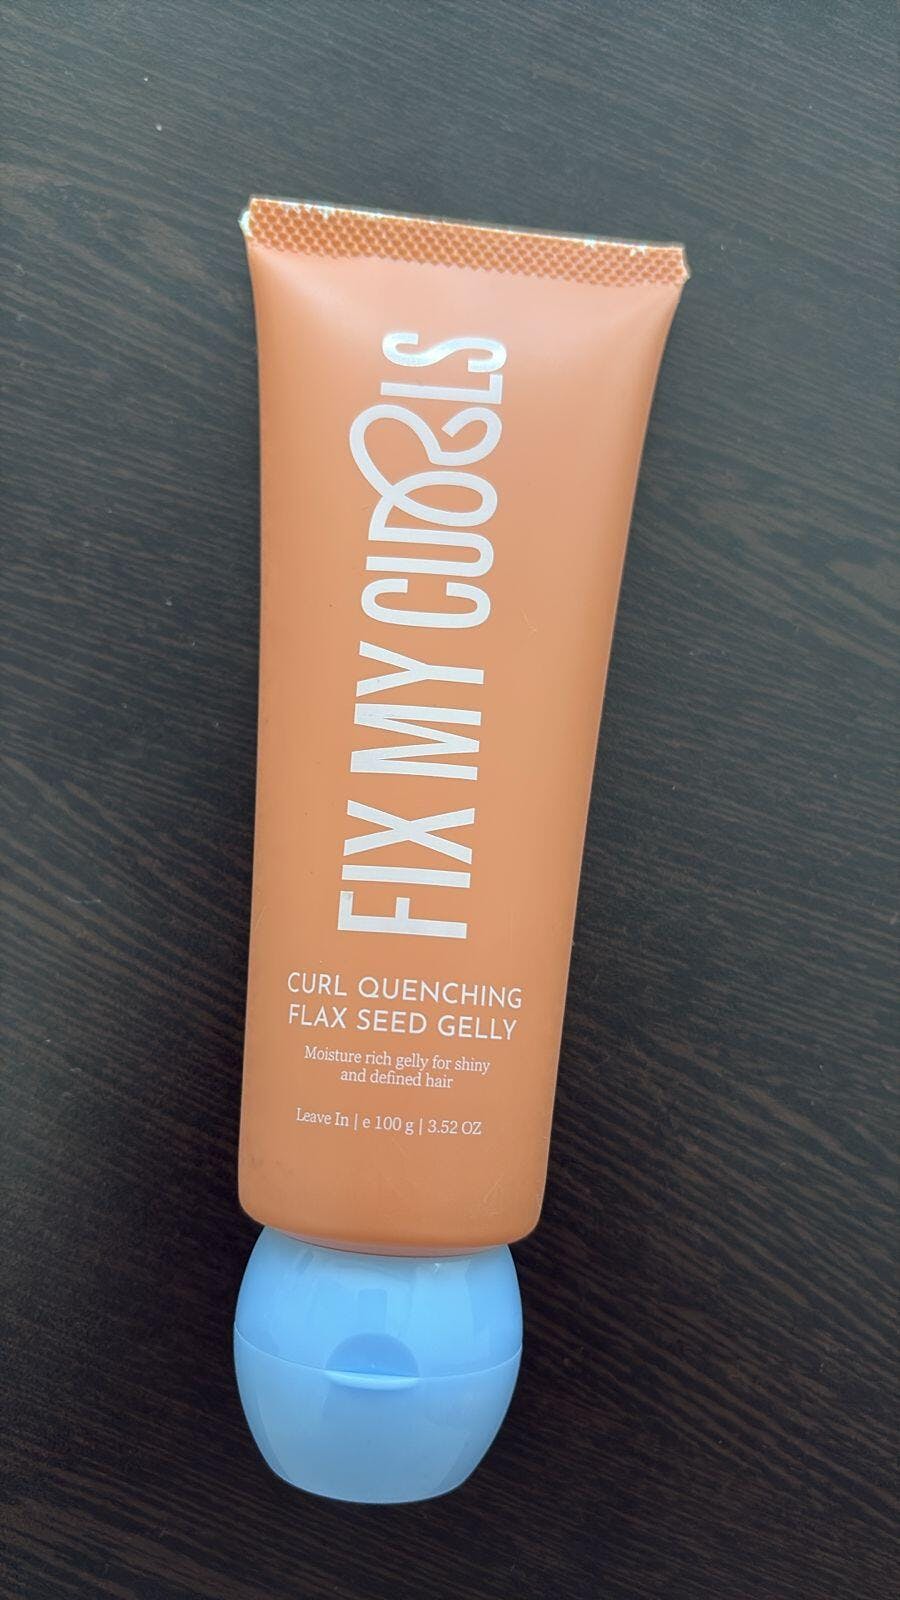 FIX MY CURLS
CURL QUENCHING
FLAX SEED GELLY
Moisture rich gelly for shiny
and defined hair
Leave In | e 100 g | 3.52 OZ